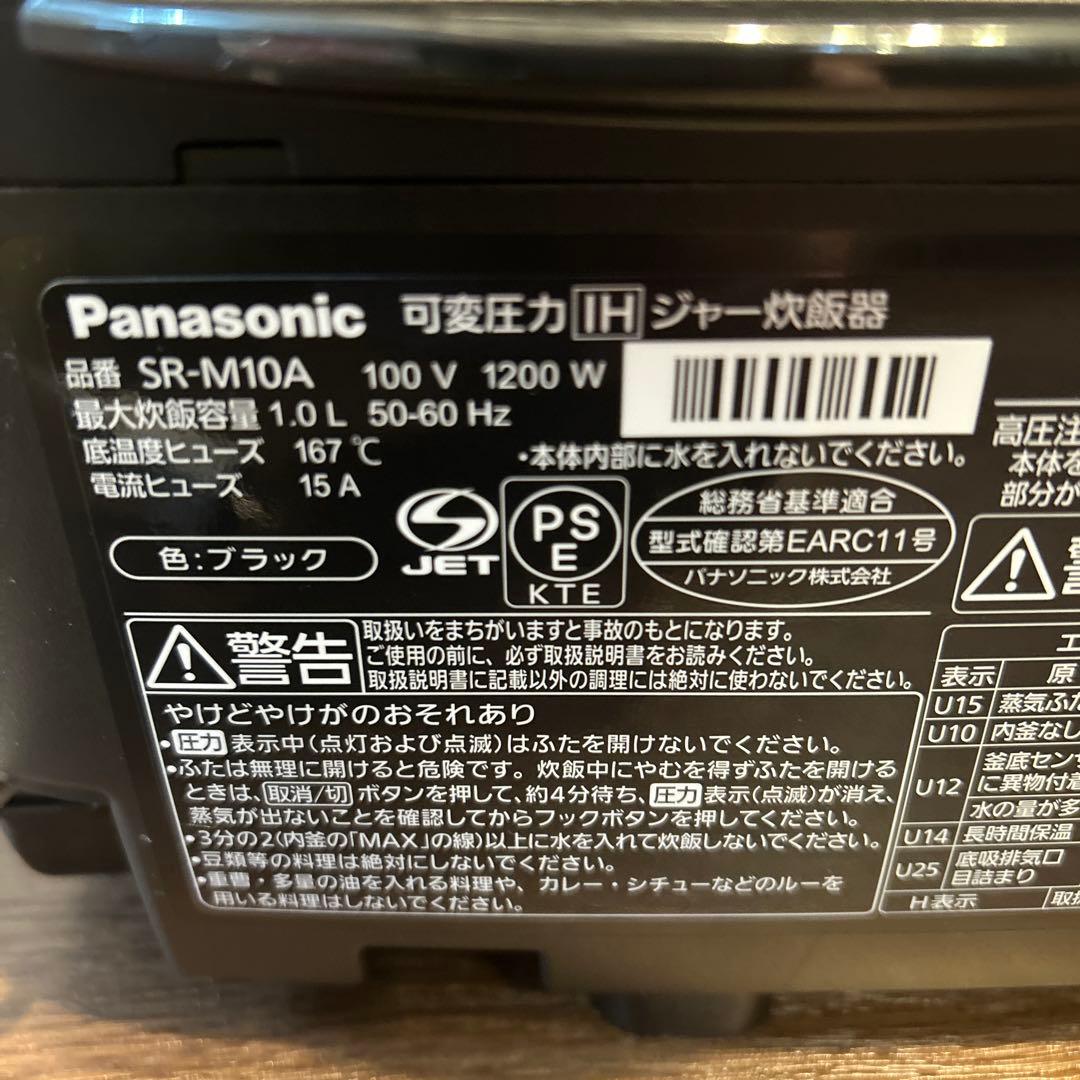 Panasonic 可変圧力 IH ジャー炊飯器
品番 SR-M10A 100 V 1200 W
最大炊飯容量 1.0 L 50-60 Hz
底温度ヒューズ 167 ℃
電流ヒューズ 15 A
・本体内部に水を入れないでください。
色:ブラック
JET
PS
E
KTE
総務省基準適合
型式確認第EARC11号
パナソニック株式会社
警告
取扱いをまちがいますと事故のもとになります。
ご使用の前に、必ず取扱説明書をお読みください。
取扱説明書に記載以外の調理には絶対に使わないでください。
やけどやけがのおそれあり
・圧力 表示中(点灯および点滅)はふたを開けないでください。
・ふたは無理に開けると危険です。炊飯中にやむを得ずふたを開ける
ときは、取消/切 ボタンを押して、約4分待ち、圧力 表示(点滅)が消え、
蒸気が出ないことを確認してからフックボタンを押してください。
・3分の2(内釜の「MAX」の線)以上に水を入れて炊飯しないでください。
・豆類等の料理は絶対にしないでください。
・重曹・多量の油を入れる料理や、カレー・シチューなどのルーを
用いる料理はしないでください。
高圧注
本体を
部分が
工
表示 原
U15 蒸気ふた
U10 内釜なし
U12 釜底センサ
に異物付着
水の量が多
U14 長時間保温
U25 底吸排気口
目詰まり
H表示 取扱